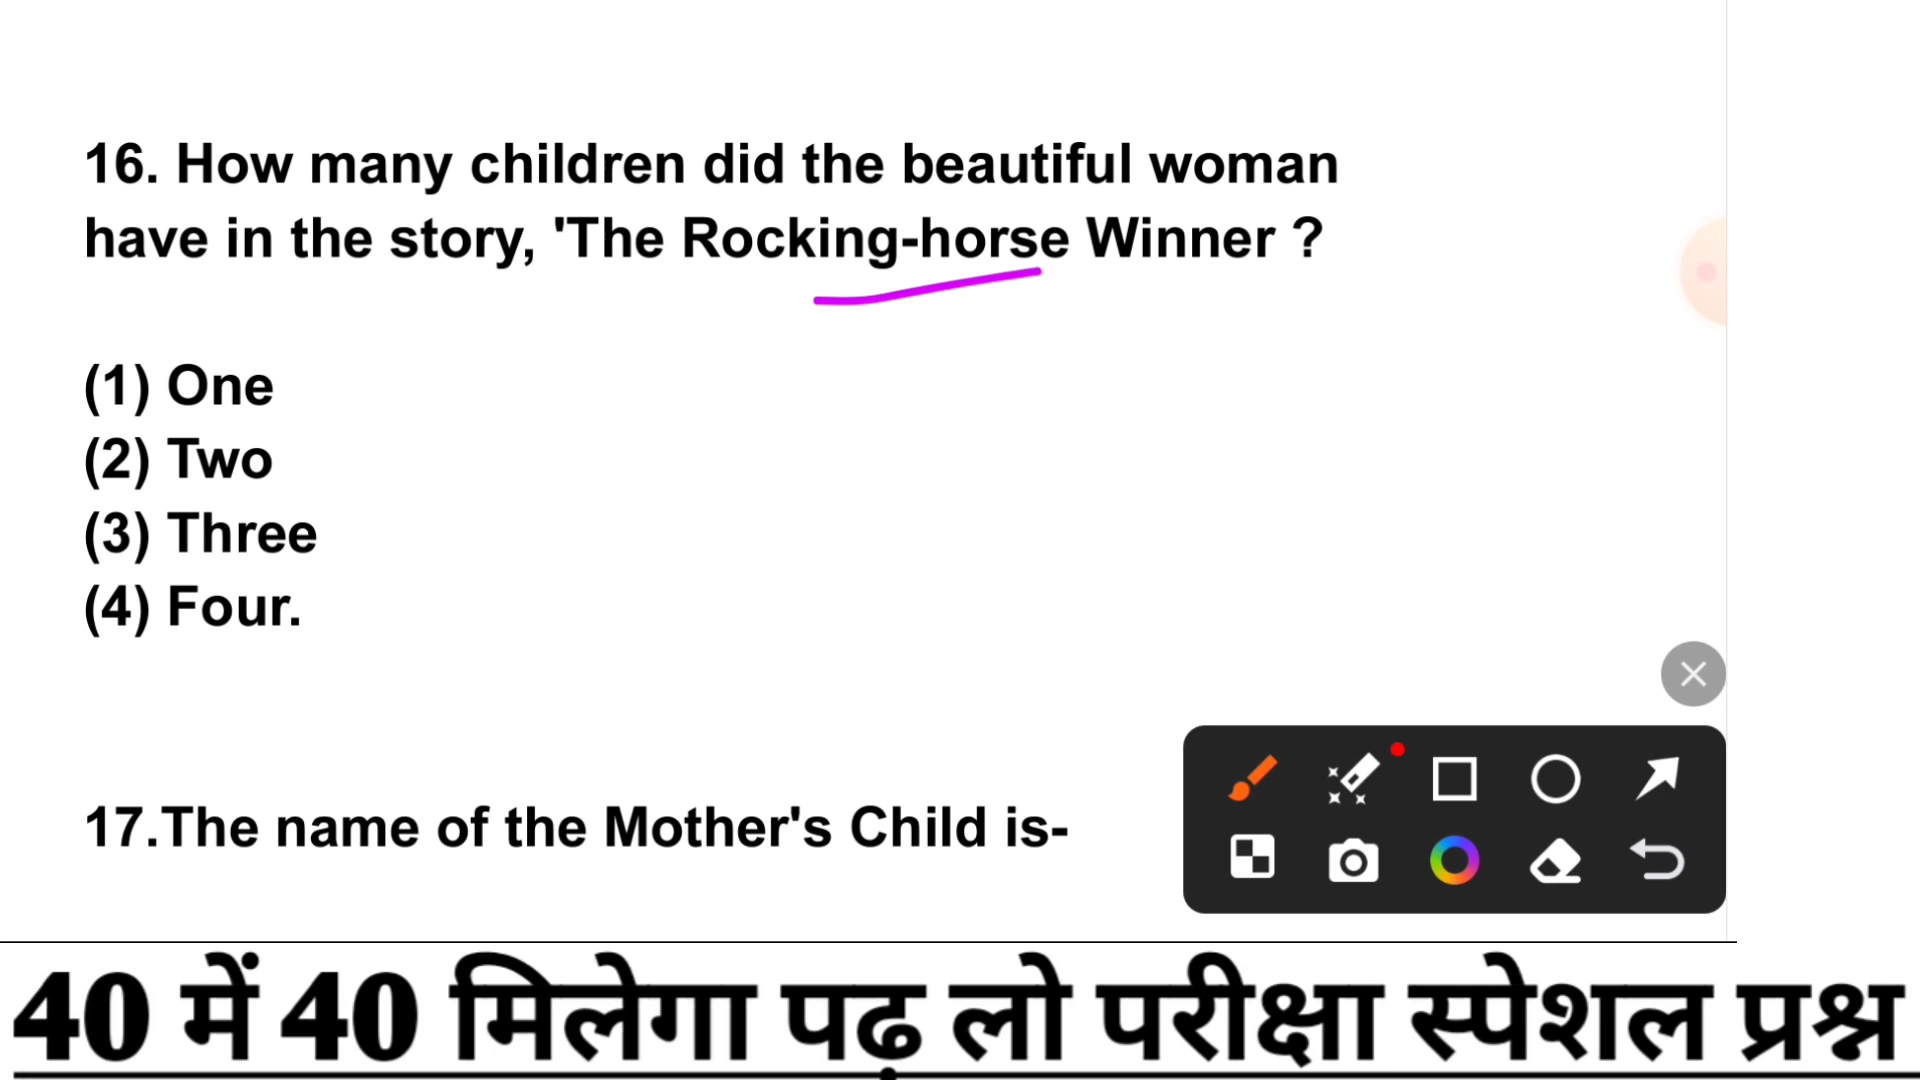 16. How many children did the beautiful woman
have in the story, 'The Rocking-horse Winner ?
(1) One
(2) Two
(3) Three
(4) Four.
17.The name of the Mother's Child is-
40 में 40 मिलेगा पढ़ लो परीक्षा स्पेशल प्रश्न